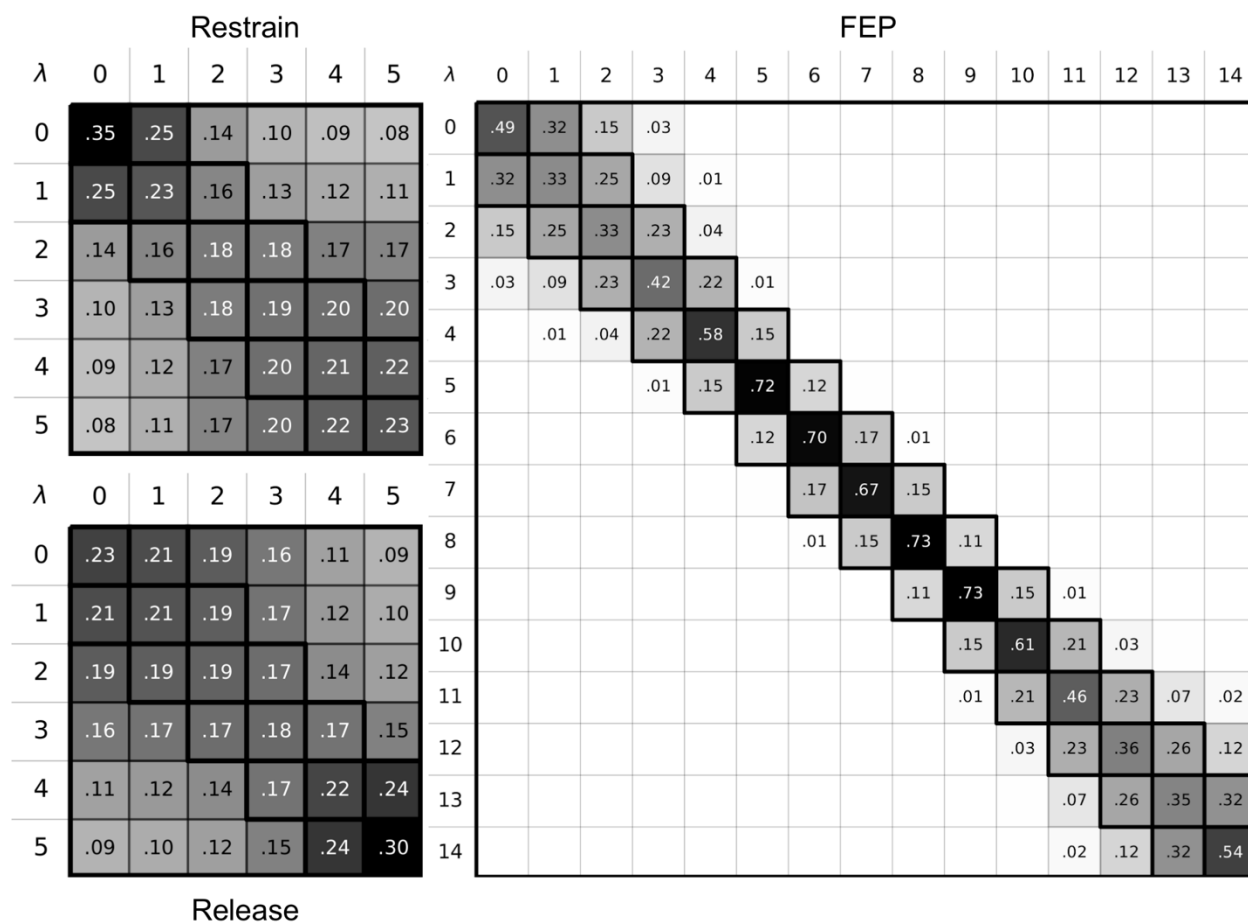 Restrain
λ 0 1 2 3 4 5
0 .35 .25 .14 .10 .09 .08
1 .25 .23 .16 .13 .12 .11
2 .14 .16 .18 .18 .17 .17
3 .10 .13 .18 .19 .20 .20
4 .09 .12 .17 .20 .21 .22
5 .08 .11 .17 .20 .22 .23
λ 0 1 2 3 4 5
0 .23 .21 .19 .16 .11 .09
1 .21 .21 .19 .17 .12 .10
2 .19 .19 .19 .17 .14 .12
3 .16 .17 .17 .18 .17 .15
4 .11 .12 .14 .17 .22 .24
5 .09 .10 .12 .15 .24 .30
Release
FEP
λ 0 1 2 3 4 5 6 7 8 9 10 11 12 13 14
0 .49 .32 .15 .03
1 .32 .33 .25 .09 .01
2 .15 .25 .33 .23 .04
3 .03 .09 .23 .42 .22 .01
4 .01 .04 .22 .58 .15
5 .01 .15 .72 .12
6 .12 .70 .17 .01
7 .17 .67 .15
8 .01 .15 .73 .11
9 .11 .73 .15 .01
10 .15 .61 .21 .03
11 .01 .21 .46 .23 .07 .02
12 .03 .23 .36 .26 .12
13 .07 .26 .35 .32
14 .02 .12 .32 .54